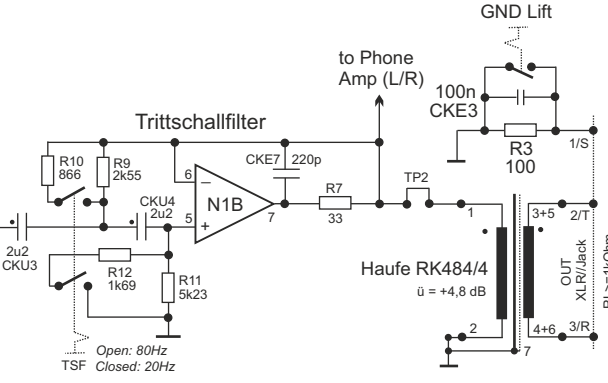 GND Lift
to Phone
Amp (L/R)
100n
CKE3
Trittschallfilter
R3
100
1/S
R10
866
R9
2k55
CKE7 220p
6
−
N1B
CKU4
2u2
5
+
7
R7
33
TP2
1
3+5
2/T
2u2
CKU3
R12
1k69
R11
5k23
Haufe RK484/4
ü = +4,8 dB
OUT
XLR//Jack
2
4+6
3/R
7
TSF
Open: 80Hz
Closed: 20Hz